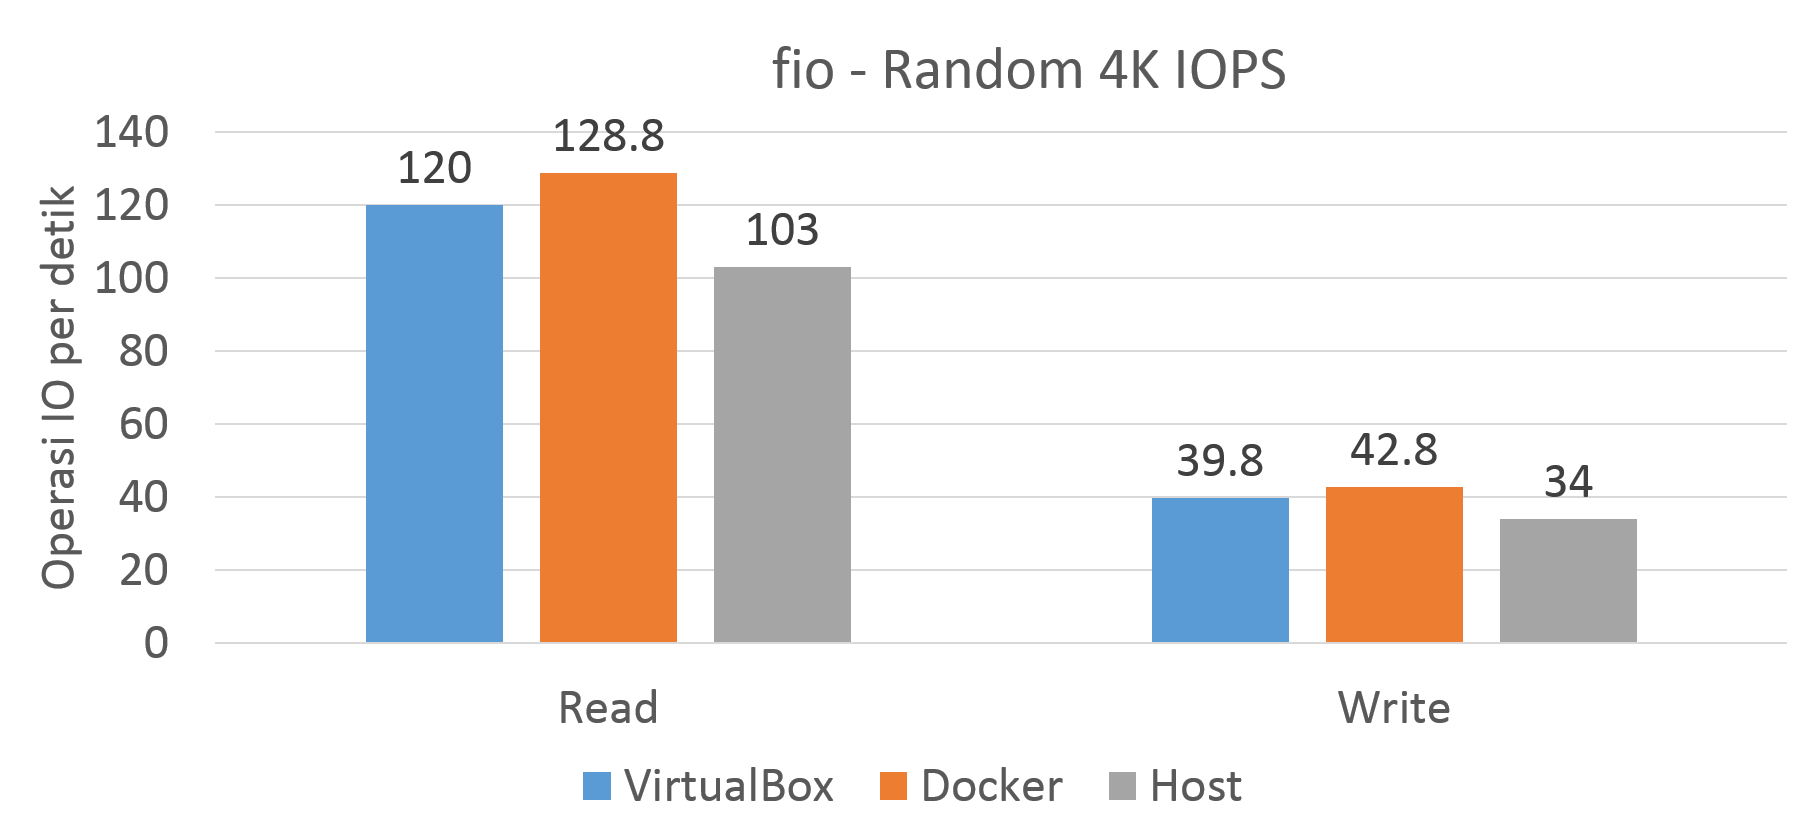 fio - Random 4K IOPS
Operasi IO per detik
140
120
100
80
60
40
20
0
120
128.8
103
39.8
42.8
34
Read
Write
VirtualBox
Docker
Host